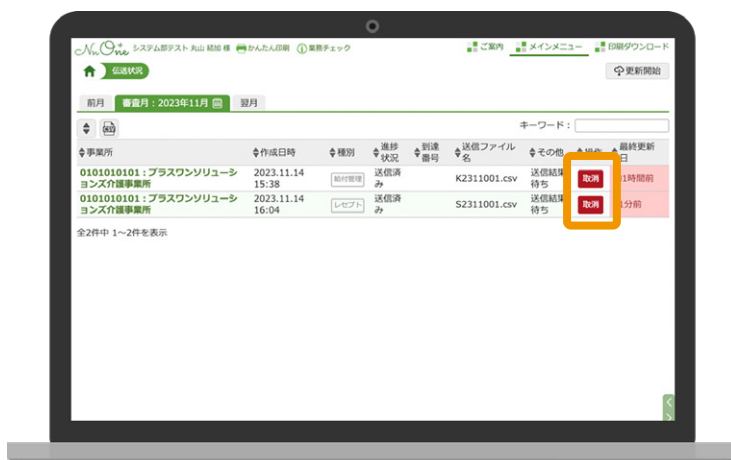 NnOne システム部テスト 丸山 結加 様 かんたん印刷 業務チェック ご案内 メインメニュー 印刷ダウンロード
伝送状況 更新開始
前月 審査月:2023年11月 翌月
キーワード:
事業所 作成日時 種別 進捗状況 到達番号 送信ファイル名 その他 操作 最終更新日
0101010101:プラスワンソリューションズ介護事業所 2023.11.14 15:38 給付管理 送信済み K2311001.csv 送信結果待ち 取消 1時間前
0101010101:プラスワンソリューションズ介護事業所 2023.11.14 16:04 レセプト 送信済み S2311001.csv 送信結果待ち 取消 1分前
全2件中 1~2件を表示